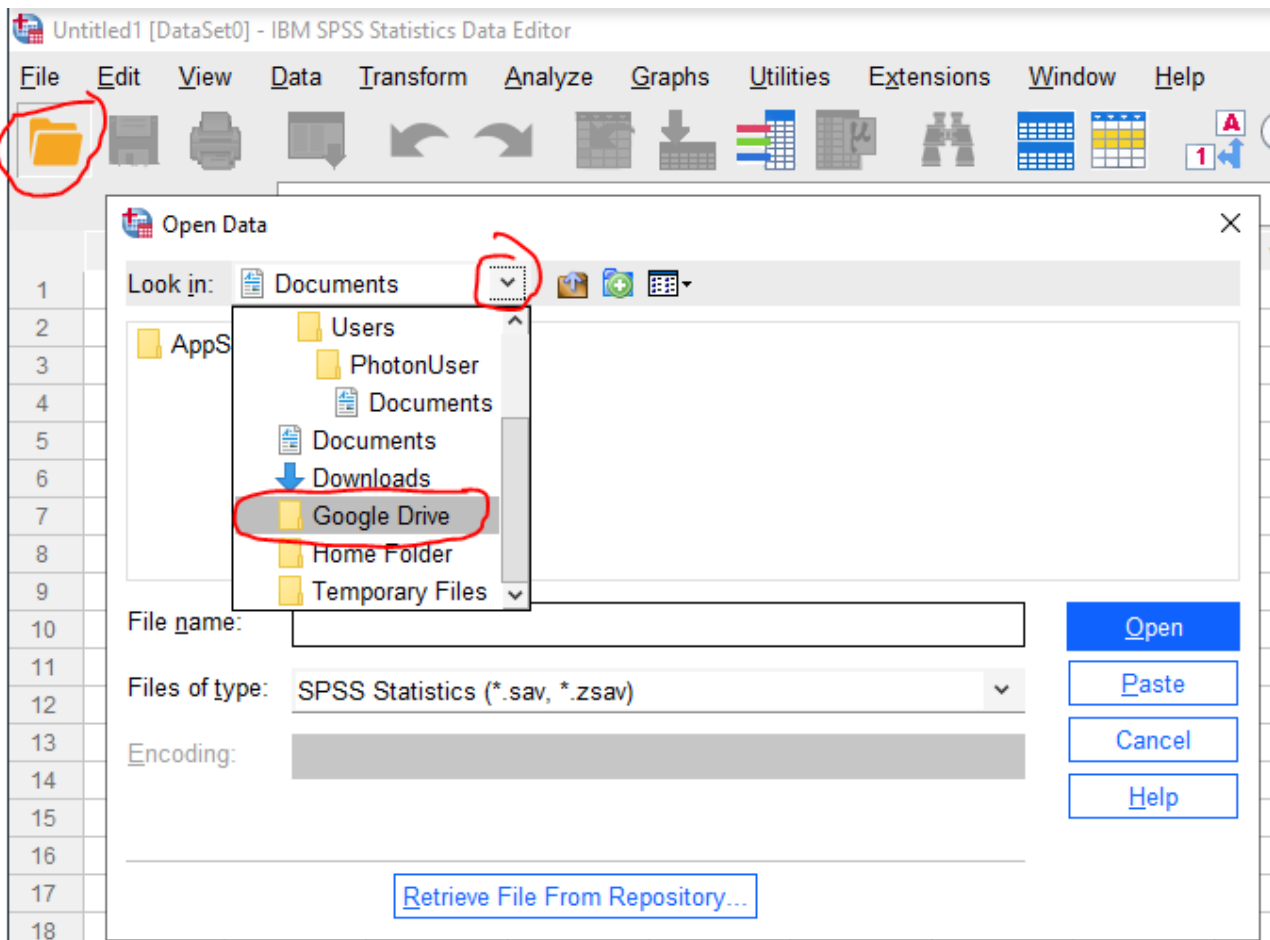 Untitled1 [DataSet0] - IBM SPSS Statistics Data Editor
File Edit View Data Transform Analyze Graphs Utilities Extensions Window Help
A
1
Open Data
Look in: Documents
1
2
3
4
5
6
7
8
9
10
11
12
13
14
15
16
17
18
AppS
Users
PhotonUser
Documents
Documents
Downloads
Google Drive
Home Folder
Temporary Files
File name:
Open
Files of type: SPSS Statistics (*.sav, *.zsav)
Paste
Encoding:
Cancel
Help
Retrieve File From Repository...